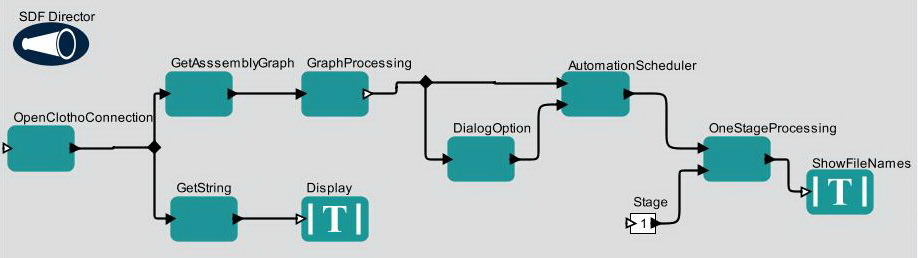 SDF Director
GetAsssemblyGraph
GraphProcessing
AutomationScheduler
OpenClothoConnection
DialogOption
OneStageProcessing
ShowFileNames
GetString
Display
T
T
Stage
1